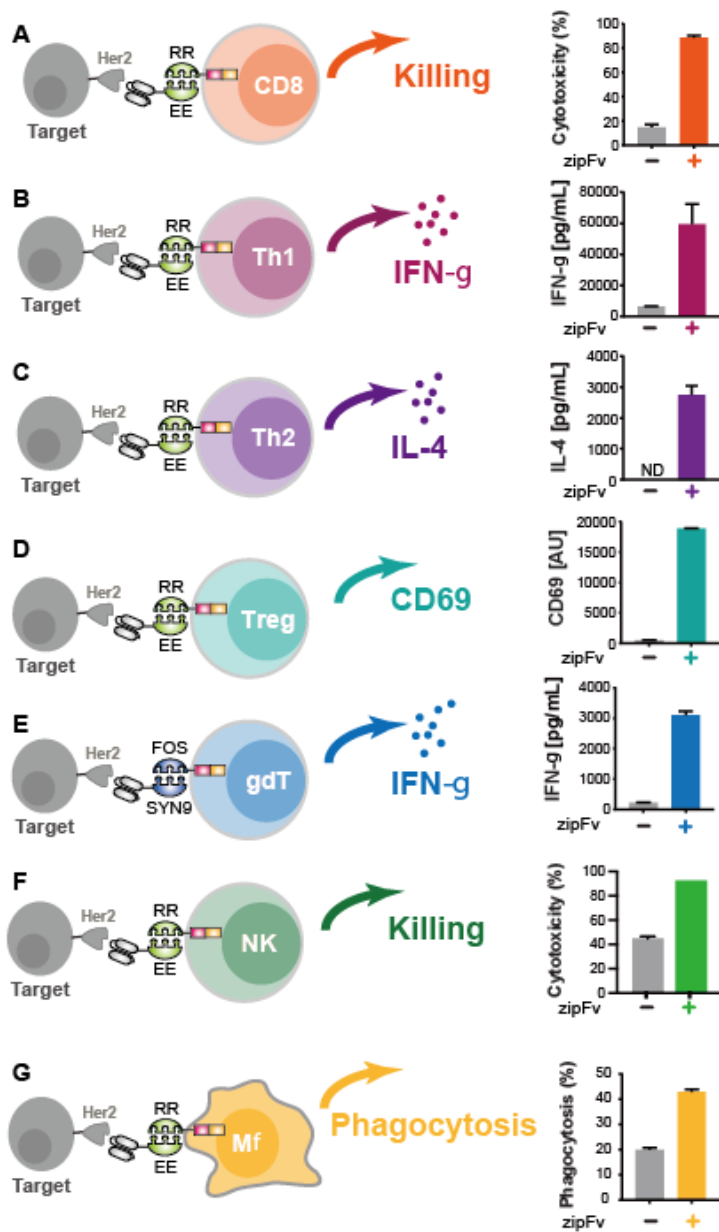 A
Her2
RR
EE
CD8
Target
Killing
Cytotoxicity (%)
100
80
60
40
20
0
zipFv
− +
B
Her2
RR
EE
Th1
Target
IFN-g
IFN-g [pg/mL]
80000
60000
40000
20000
0
zipFv
− +
C
Her2
RR
EE
Th2
Target
IL-4
IL-4 [pg/mL]
4000
3000
2000
1000
0
ND
zipFv
− +
D
Her2
RR
EE
Treg
Target
CD69
CD69 [AU]
20000
15000
10000
5000
0
zipFv
− +
E
Her2
FOS
SYN9
gdT
Target
IFN-g
IFN-g [pg/mL]
4000
3000
2000
1000
0
zipFv
− +
F
Her2
RR
EE
NK
Target
Killing
Cytotoxicity (%)
100
80
60
40
20
0
zipFv
− +
G
Her2
RR
EE
Mf
Target
Phagocytosis
Phagocytosis (%)
50
40
30
20
10
0
zipFv
− +